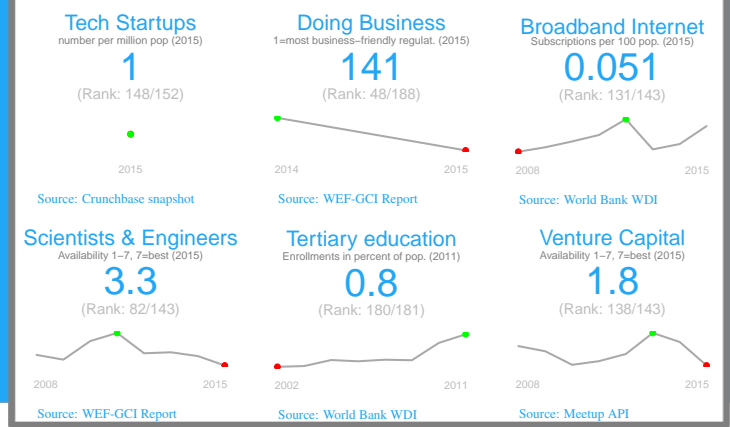 Tech Startups
number per million pop (2015)
1
(Rank: 148/152)
2015
Source: Crunchbase snapshot
Doing Business
1=most business−friendly regulat. (2015)
141
(Rank: 48/188)
2014 2015
Source: WEF-GCI Report
Broadband Internet
Subscriptions per 100 pop. (2015)
0.051
(Rank: 131/143)
2008 2015
Source: World Bank WDI
Scientists & Engineers
Availability 1−7, 7=best (2015)
3.3
(Rank: 82/143)
2008 2015
Source: WEF-GCI Report
Tertiary education
Enrollments in percent of pop. (2011)
0.8
(Rank: 180/181)
2002 2011
Source: World Bank WDI
Venture Capital
Availability 1−7, 7=best (2015)
1.8
(Rank: 138/143)
2008 2015
Source: Meetup API